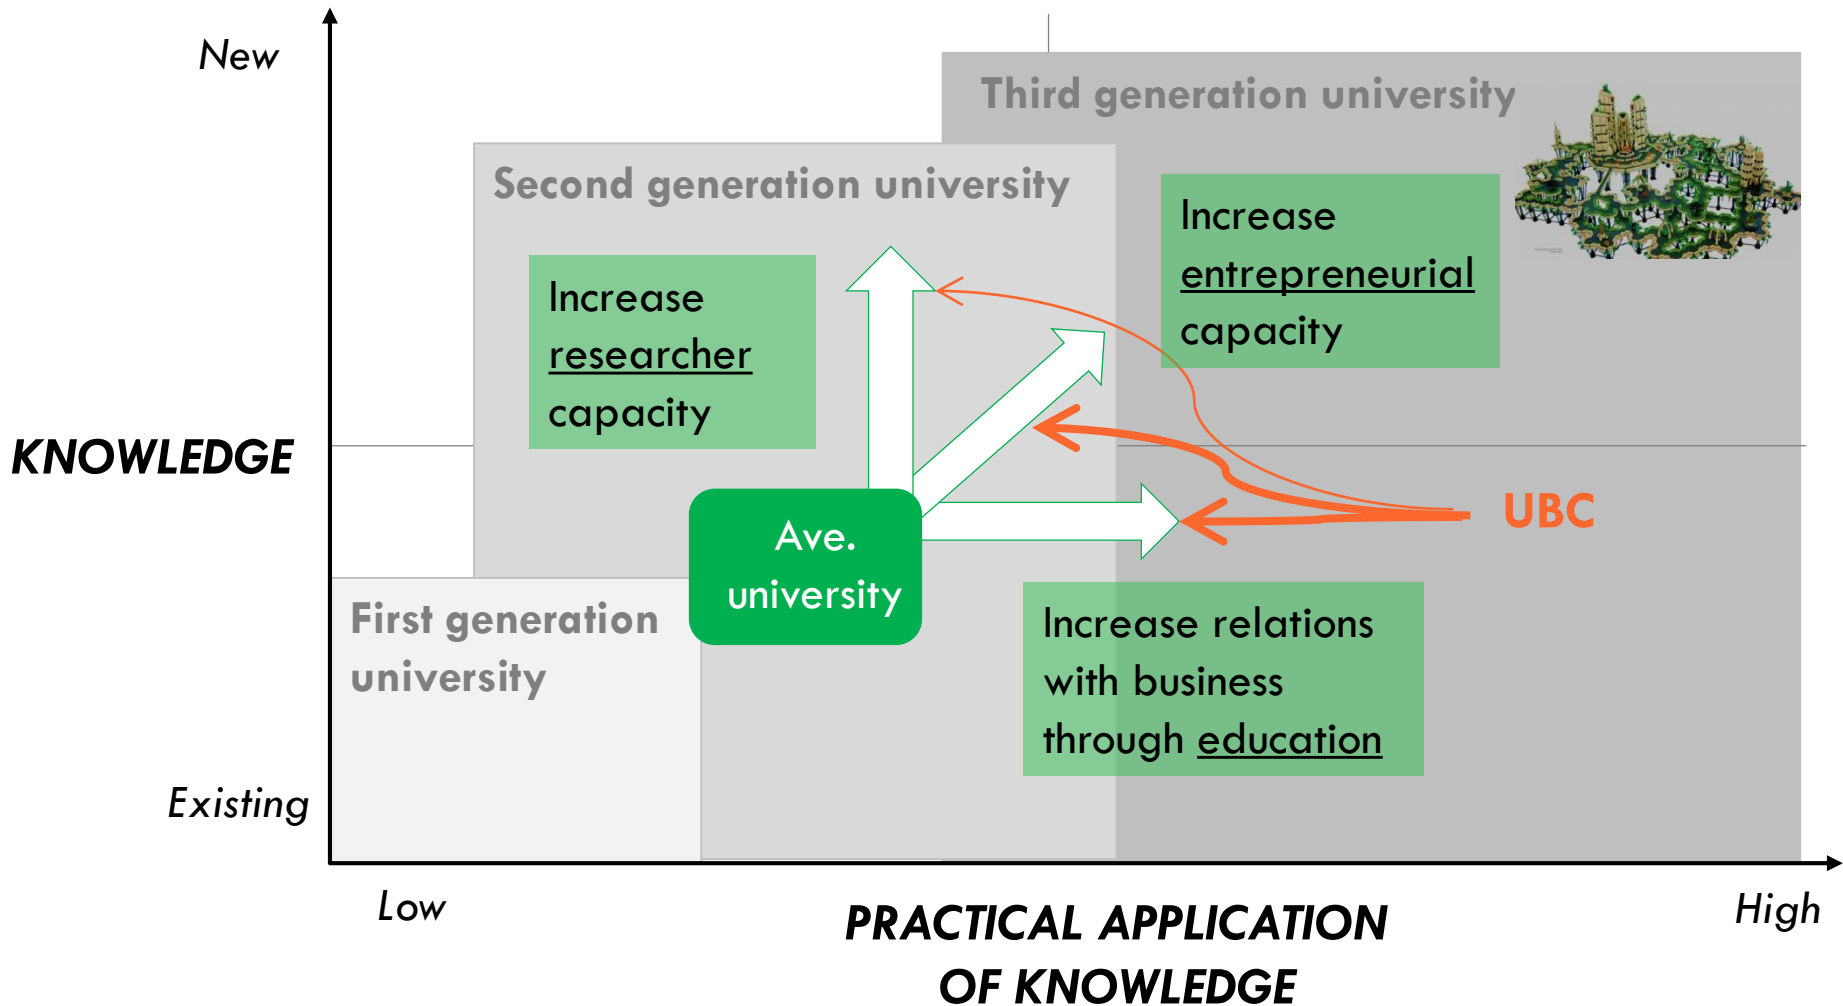 New
Third generation university
Second generation university
Increase
entrepreneurial
capacity
Increase
researcher
capacity
KNOWLEDGE
UBC
Ave.
university
First generation
university
Increase relations
with business
through education
Existing
Low
High
PRACTICAL APPLICATION
OF KNOWLEDGE